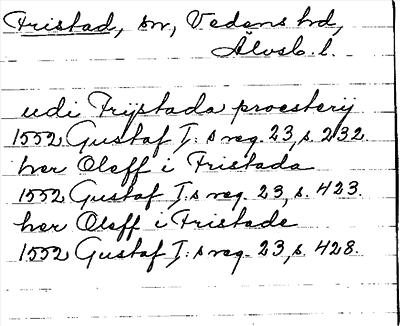 Fristad, sn, Vedens hd,
Älvsb. l.
udi Frijstada proesterij
1552 Gustaf I: s reg. 23, s. 232.
her Oleff i Fristada
1552 Gustaf I, s reg. 23, s. 423.
her Oleff i Fristade
1552 Gustaf I: s reg. 23, s. 428.